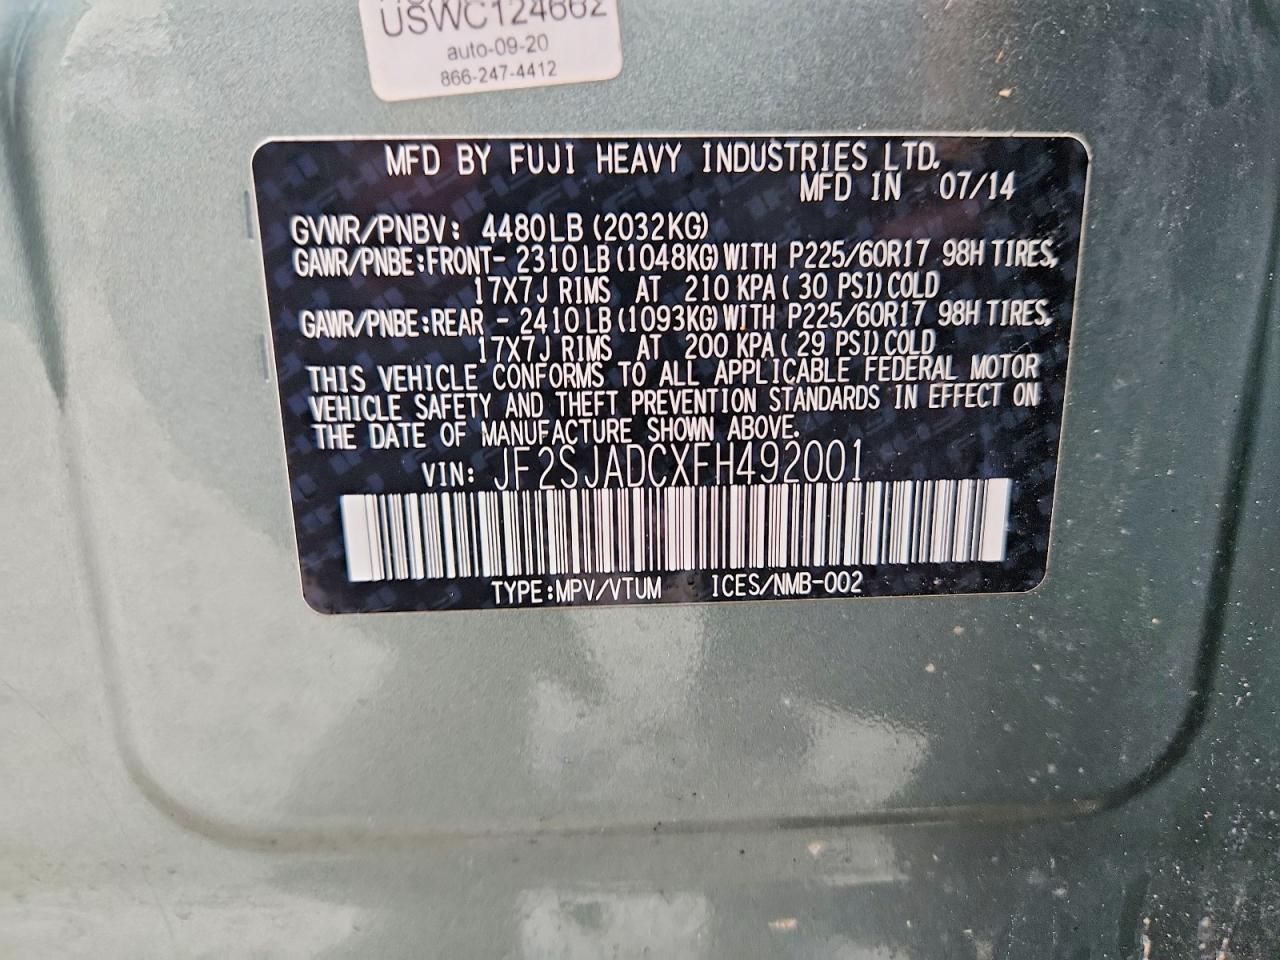 USWC124662
auto-09-20
866-247-4412
MFD BY FUJI HEAVY INDUSTRIES LTD.
MFD IN 07/14
GVWR/PNBV: 4480LB (2032KG)
GAWR/PNBE:FRONT- 2310LB(1048KG)WITH P225/60R17 98H TIRES,
17X7J RIMS AT 210 KPA( 30 PSI)COLD
GAWR/PNBE:REAR - 2410LB(1093KG)WITH P225/60R17 98H TIRES,
17X7J RIMS AT 200 KPA( 29 PSI)COLD
THIS VEHICLE CONFORMS TO ALL APPLICABLE FEDERAL MOTOR
VEHICLE SAFETY AND THEFT PREVENTION STANDARDS IN EFFECT ON
THE DATE OF MANUFACTURE SHOWN ABOVE.
VIN: JF2SJADCXFH492001
TYPE:MPV/VTUM ICES/NMB-002